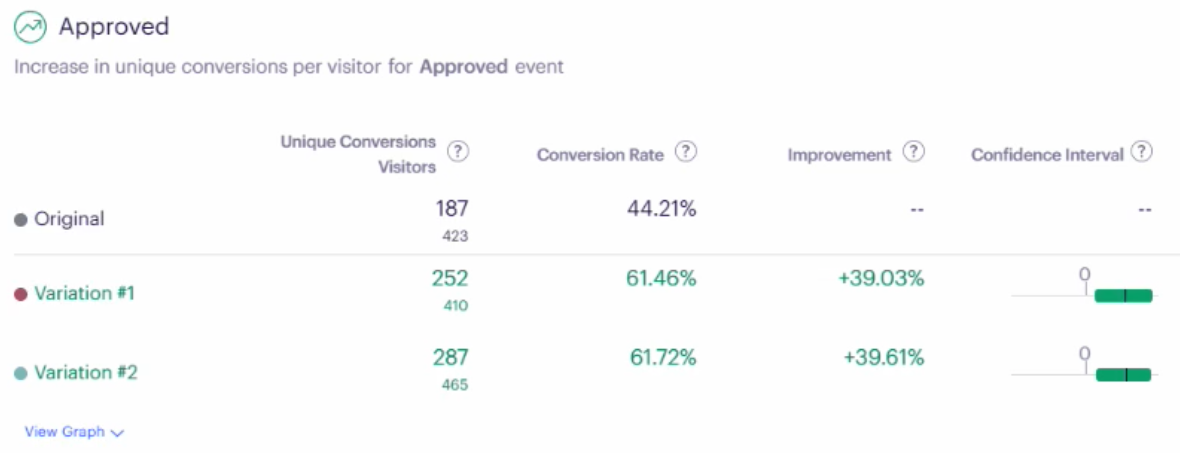 Approved
Increase in unique conversions per visitor for Approved event
Unique Conversions
Visitors ?
Conversion Rate ?
Improvement ?
Confidence Interval ?
Original
187
423
44.21%
--
--
Variation #1
252
410
61.46%
+39.03%
0
Variation #2
287
465
61.72%
+39.61%
0
View Graph